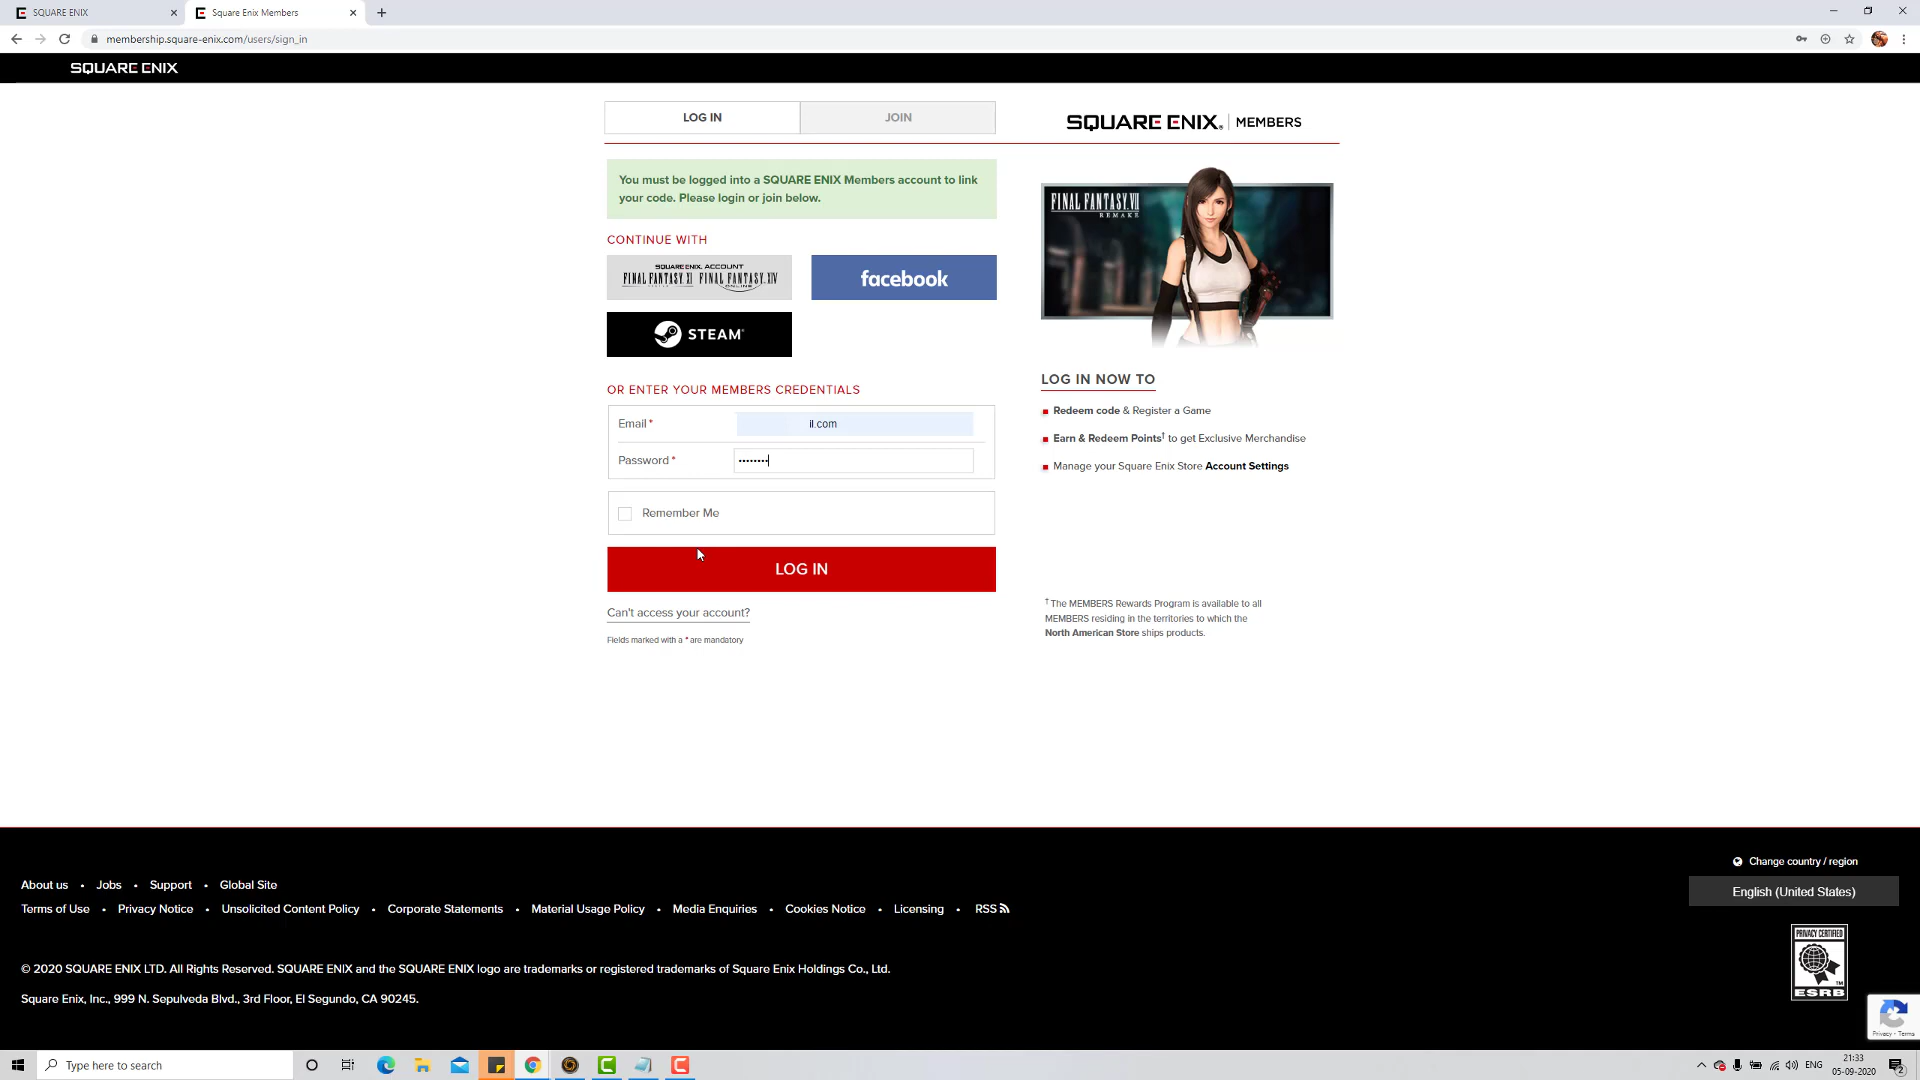 SQUARE ENIX
Square Enix Members
membership.square-enix.com/users/sign_in
SQUARE ENIX
LOG IN
JOIN
SQUARE ENIX. | MEMBERS
You must be logged into a SQUARE ENIX Members account to link
your code. Please login or join below.
CONTINUE WITH
SQUARE ENIX. ACCOUNT
FINAL FANTASY XI FINAL FANTASY XIV
ONLINE
facebook
STEAM
FINAL FANTASY VII
REMAKE
OR ENTER YOUR MEMBERS CREDENTIALS
Email *
il.com
Password *
••••••••
Remember Me
LOG IN
Can't access your account?
Fields marked with a * are mandatory
LOG IN NOW TO
Redeem code & Register a Game
Earn & Redeem Points† to get Exclusive Merchandise
Manage your Square Enix Store Account Settings
†The MEMBERS Rewards Program is available to all
MEMBERS residing in the territories to which the
North American Store ships products.
Change country / region
English (United States)
About us • Jobs • Support • Global Site
Terms of Use • Privacy Notice • Unsolicited Content Policy • Corporate Statements • Material Usage Policy • Media Enquiries • Cookies Notice • Licensing • RSS
© 2020 SQUARE ENIX LTD. All Rights Reserved. SQUARE ENIX and the SQUARE ENIX logo are trademarks or registered trademarks of Square Enix Holdings Co., Ltd.
Square Enix, Inc., 999 N. Sepulveda Blvd., 3rd Floor, El Segundo, CA 90245.
PRIVACY CERTIFIED
ESRB
Privacy - Terms
Type here to search
ENG
21:33
05-09-2020
2